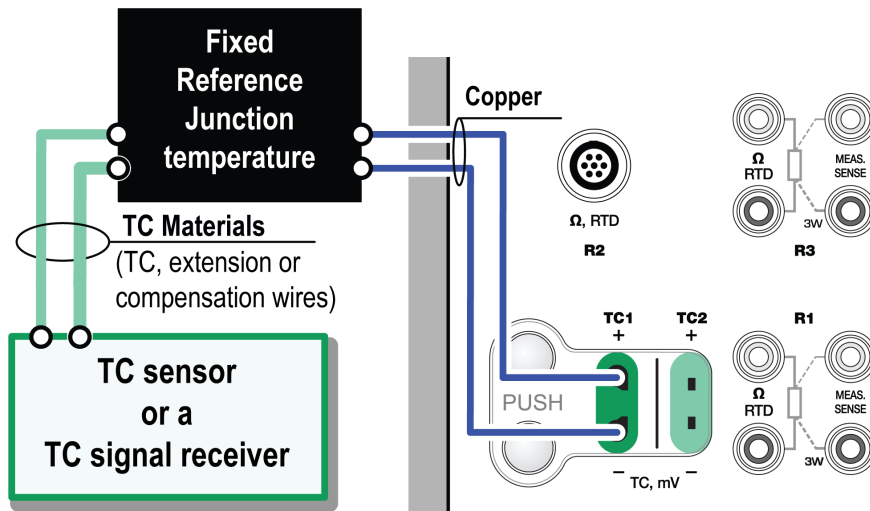 Fixed
Reference
Junction
temperature
Copper
TC Materials
(TC, extension or
compensation wires)
TC sensor
or a
TC signal receiver
Ω, RTD
R2
Ω
RTD
MEAS.
SENSE
3W
R3
TC1
+
TC2
+
PUSH
–
–
TC, mV
R1
Ω
RTD
MEAS.
SENSE
3W